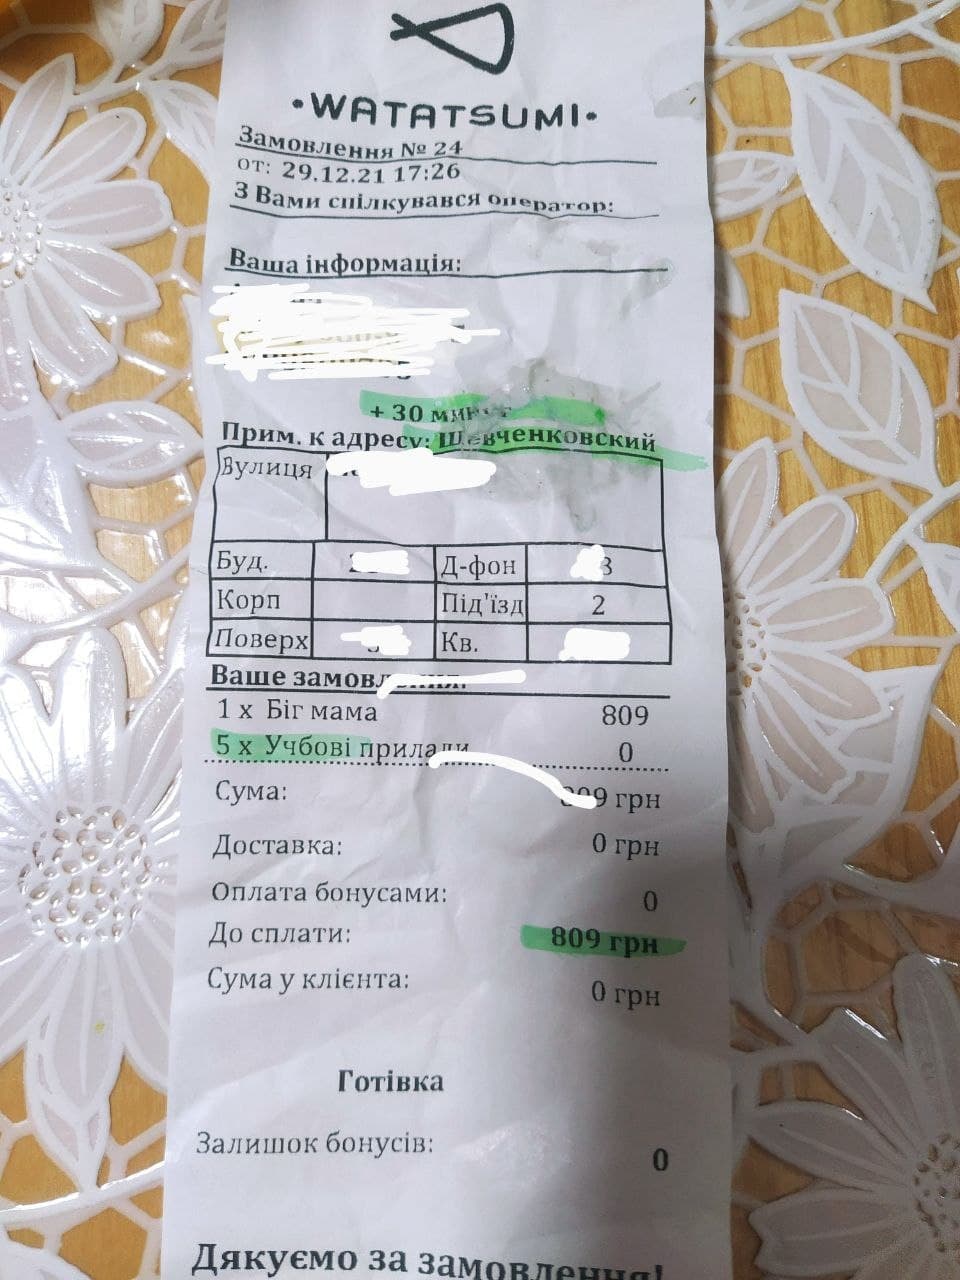 •WATATSUMI•
Замовлення № 24
от: 29.12.21 17:26
З Вами спілкувався оператор:
Ваша інформація:
+ 30 минут
Прим. к адресу: Шевченковский
Вулиця
Буд. Д-фон 3
Корп Під'їзд 2
Поверх Кв.
Ваше замовлення:
1 x Біг мама 809
5 x Учбові прилади 0
Сума: 809 грн
Доставка: 0 грн
Оплата бонусами: 0
До сплати: 809 грн
Сума у клієнта: 0 грн
Готівка
Залишок бонусів: 0
Дякуємо за замовлення!